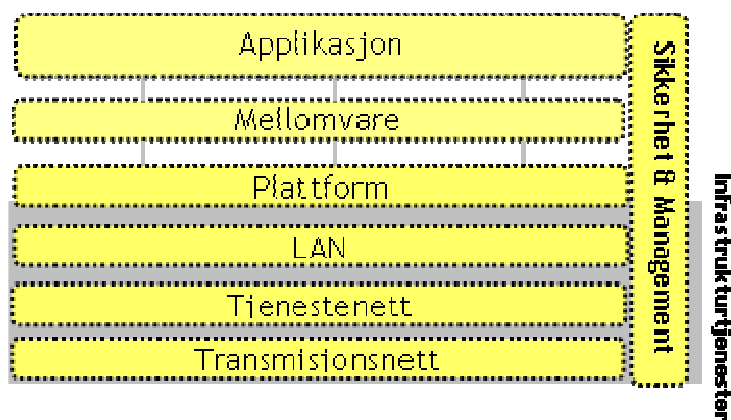 Applikasjon
Mellomvare
Plattform
LAN
Tjenestenett
Transmisjonsnett
Sikkerhet & Management
Infrastrukturtjenester